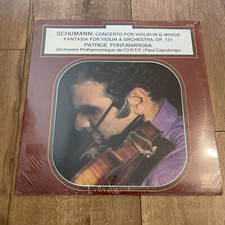 SCHUMANN: CONCERTO FOR VIOLIN IN D MINOR
FANTASIA FOR VIOLIN & ORCHESTRA, OP. 131
PATRICE FONTANAROSA
Orchestre Philharmonique de l'O.R.T.F./Paul Capolongo